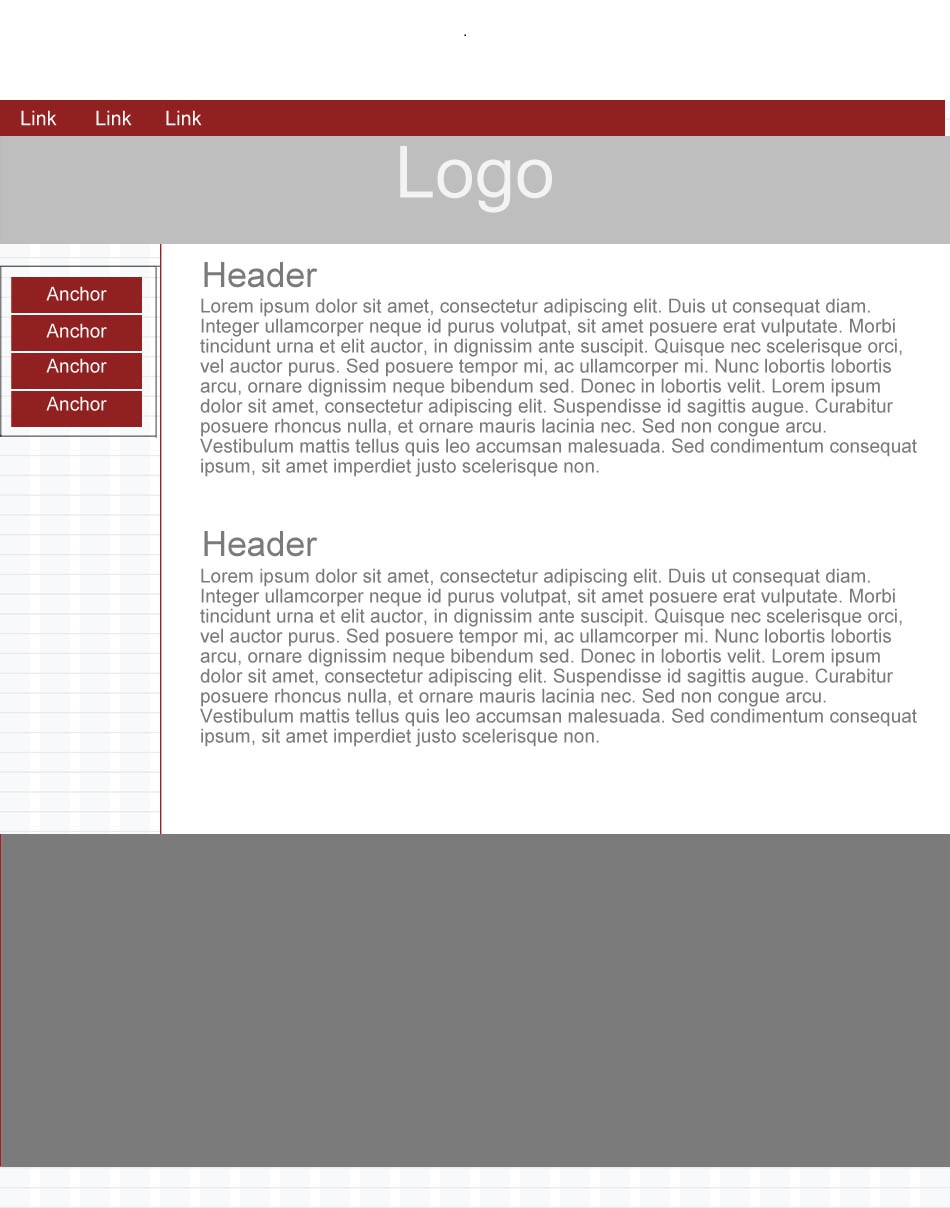 .
Link Link Link
Logo
Anchor
Anchor
Anchor
Anchor
Header
Lorem ipsum dolor sit amet, consectetur adipiscing elit. Duis ut consequat diam.
Integer ullamcorper neque id purus volutpat, sit amet posuere erat vulputate. Morbi
tincidunt urna et elit auctor, in dignissim ante suscipit. Quisque nec scelerisque orci,
vel auctor purus. Sed posuere tempor mi, ac ullamcorper mi. Nunc lobortis lobortis
arcu, ornare dignissim neque bibendum sed. Donec in lobortis velit. Lorem ipsum
dolor sit amet, consectetur adipiscing elit. Suspendisse id sagittis augue. Curabitur
posuere rhoncus nulla, et ornare mauris lacinia nec. Sed non congue arcu.
Vestibulum mattis tellus quis leo accumsan malesuada. Sed condimentum consequat
ipsum, sit amet imperdiet justo scelerisque non.
Header
Lorem ipsum dolor sit amet, consectetur adipiscing elit. Duis ut consequat diam.
Integer ullamcorper neque id purus volutpat, sit amet posuere erat vulputate. Morbi
tincidunt urna et elit auctor, in dignissim ante suscipit. Quisque nec scelerisque orci,
vel auctor purus. Sed posuere tempor mi, ac ullamcorper mi. Nunc lobortis lobortis
arcu, ornare dignissim neque bibendum sed. Donec in lobortis velit. Lorem ipsum
dolor sit amet, consectetur adipiscing elit. Suspendisse id sagittis augue. Curabitur
posuere rhoncus nulla, et ornare mauris lacinia nec. Sed non congue arcu.
Vestibulum mattis tellus quis leo accumsan malesuada. Sed condimentum consequat
ipsum, sit amet imperdiet justo scelerisque non.